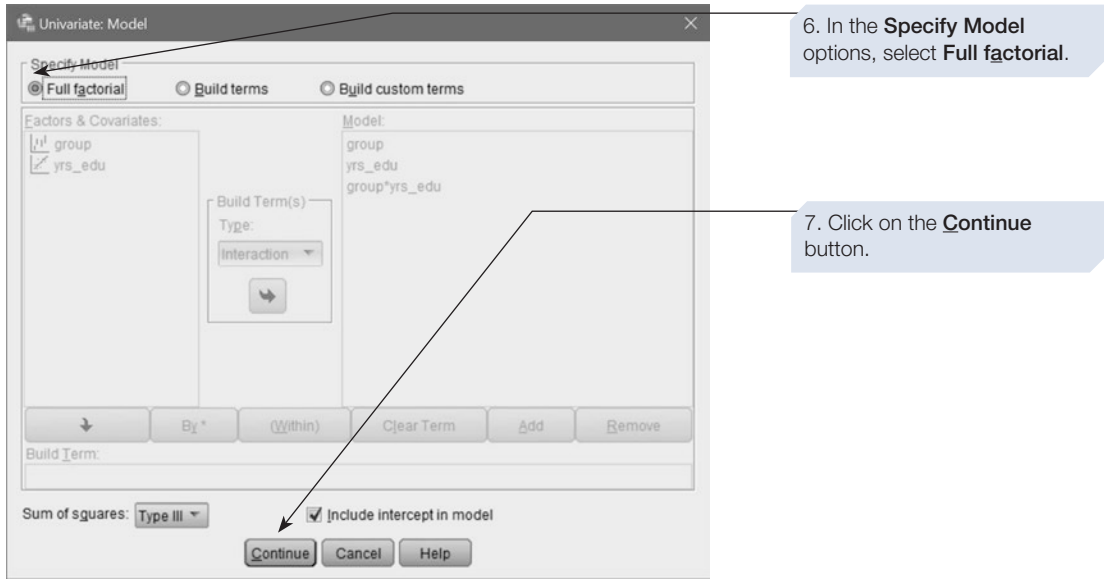 Univariate: Model
Specify Model
Full factorial Build terms Build custom terms
Factors & Covariates: Model:
group
yrs_edu
group
yrs_edu
group*yrs_edu
Build Term(s)
Type:
Interaction
By * (Within) Clear Term Add Remove
Build Term:
Sum of squares: Type III Include intercept in model
Continue Cancel Help
6. In the Specify Model
options, select Full factorial.
7. Click on the Continue
button.